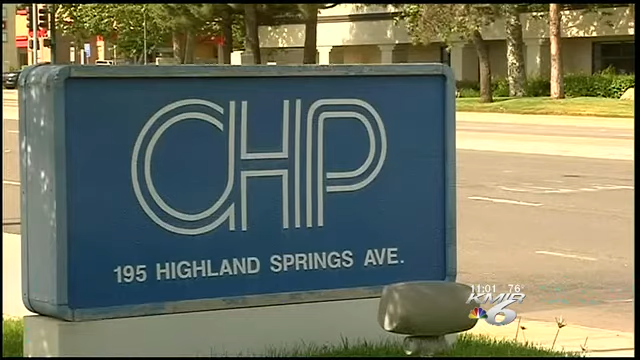 CHP
195 HIGHLAND SPRINGS AVE.
11:01 76°
KMIR
6